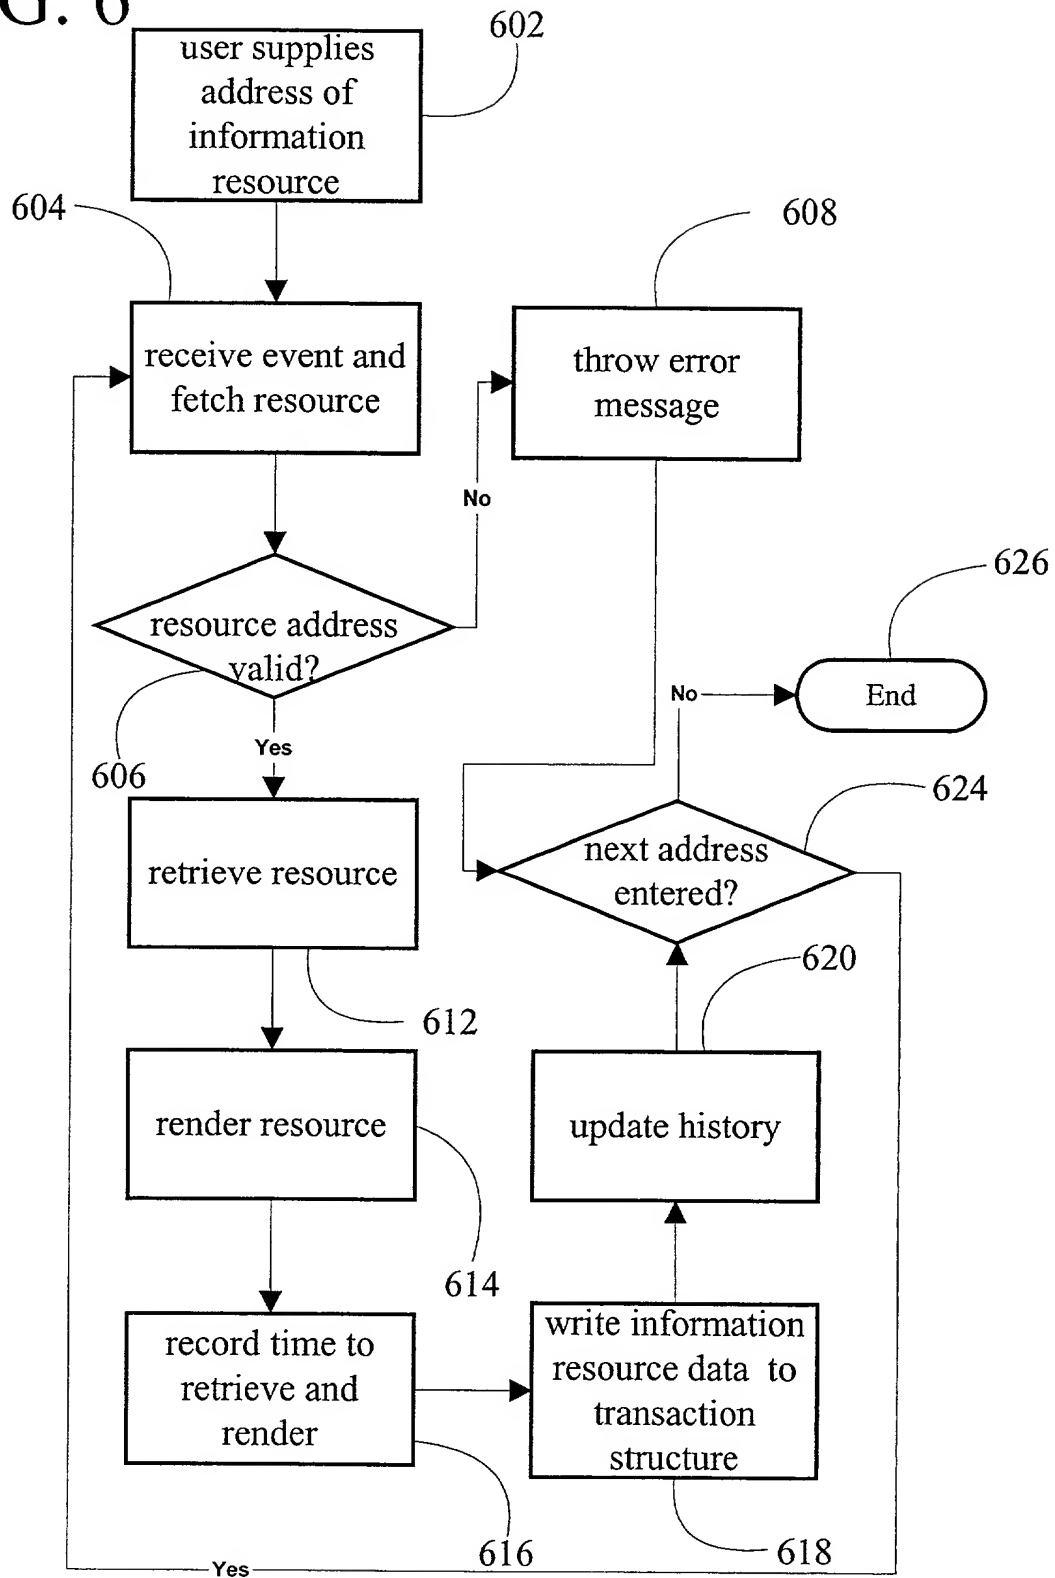 G. 6
602
user supplies
address of
information
resource
604
608
receive event and
fetch resource
throw error
message
No
626
resource address
valid?
End
No
Yes
606
624
next address
entered?
retrieve resource
620
612
render resource
update history
614
record time to
retrieve and
render
write information
resource data to
transaction
structure
616
618
Yes